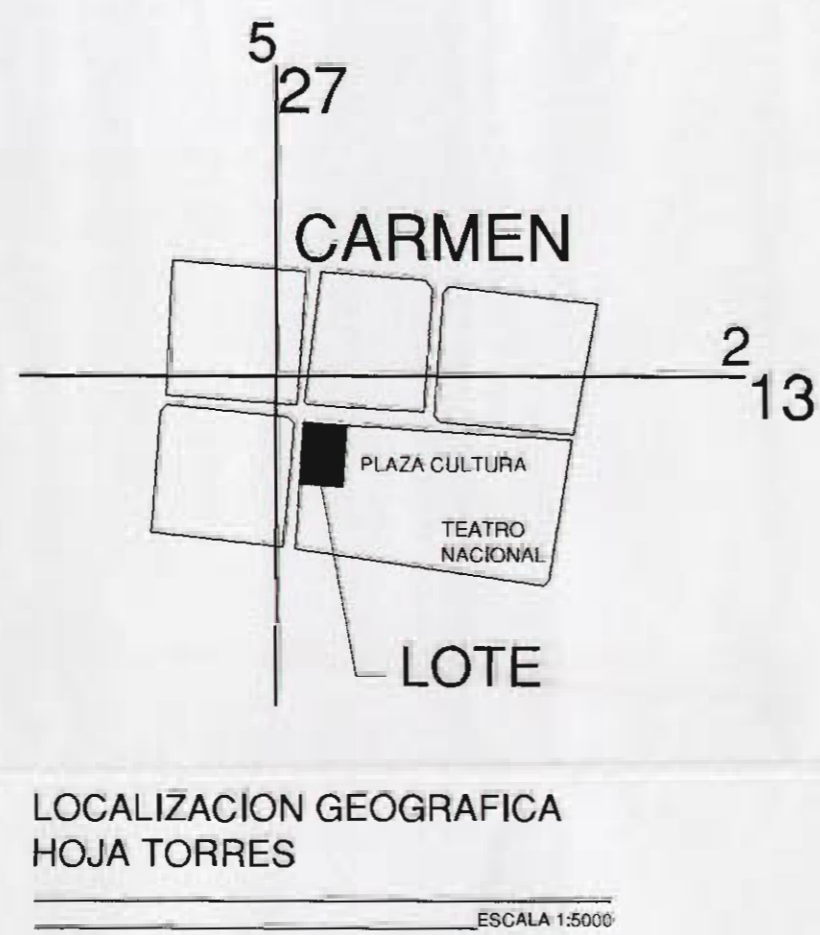 5
27
CARMEN
2
13
PLAZA CULTURA
TEATRO
NACIONAL
LOTE
LOCALIZACION GEOGRAFICA
HOJA TORRES
ESCALA 1:5000